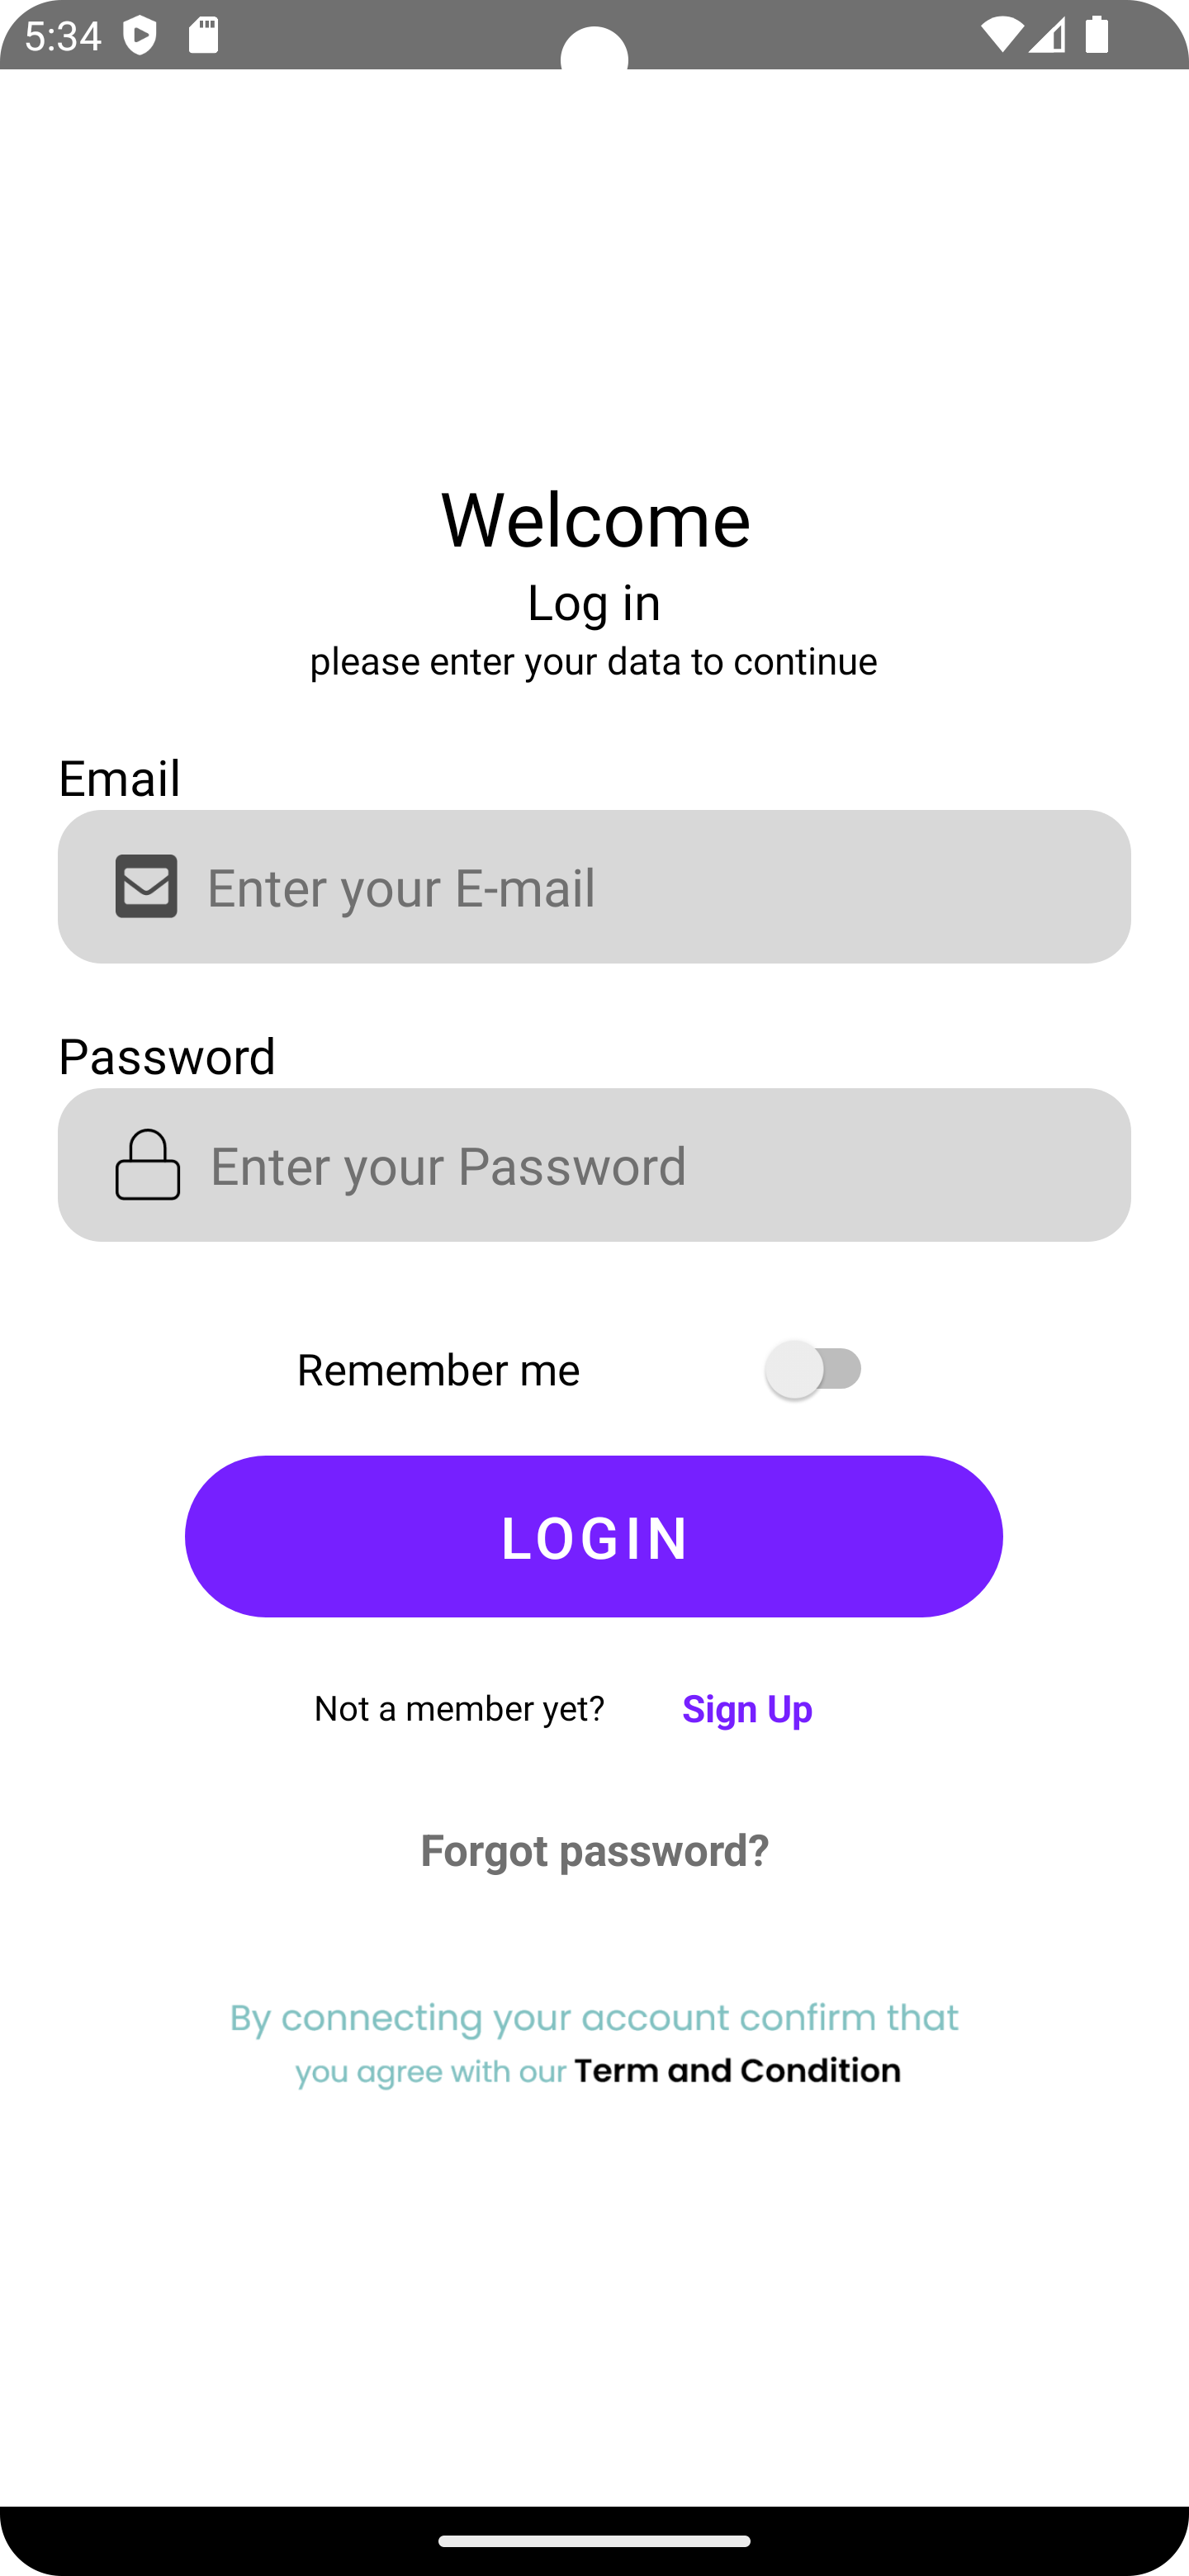 5:34
Welcome
Log in
please enter your data to continue
Email
Enter your E-mail
Password
Enter your Password
Remember me
LOGIN
Not a member yet? Sign Up
Forgot password?
By connecting your account confirm that
you agree with our Term and Condition